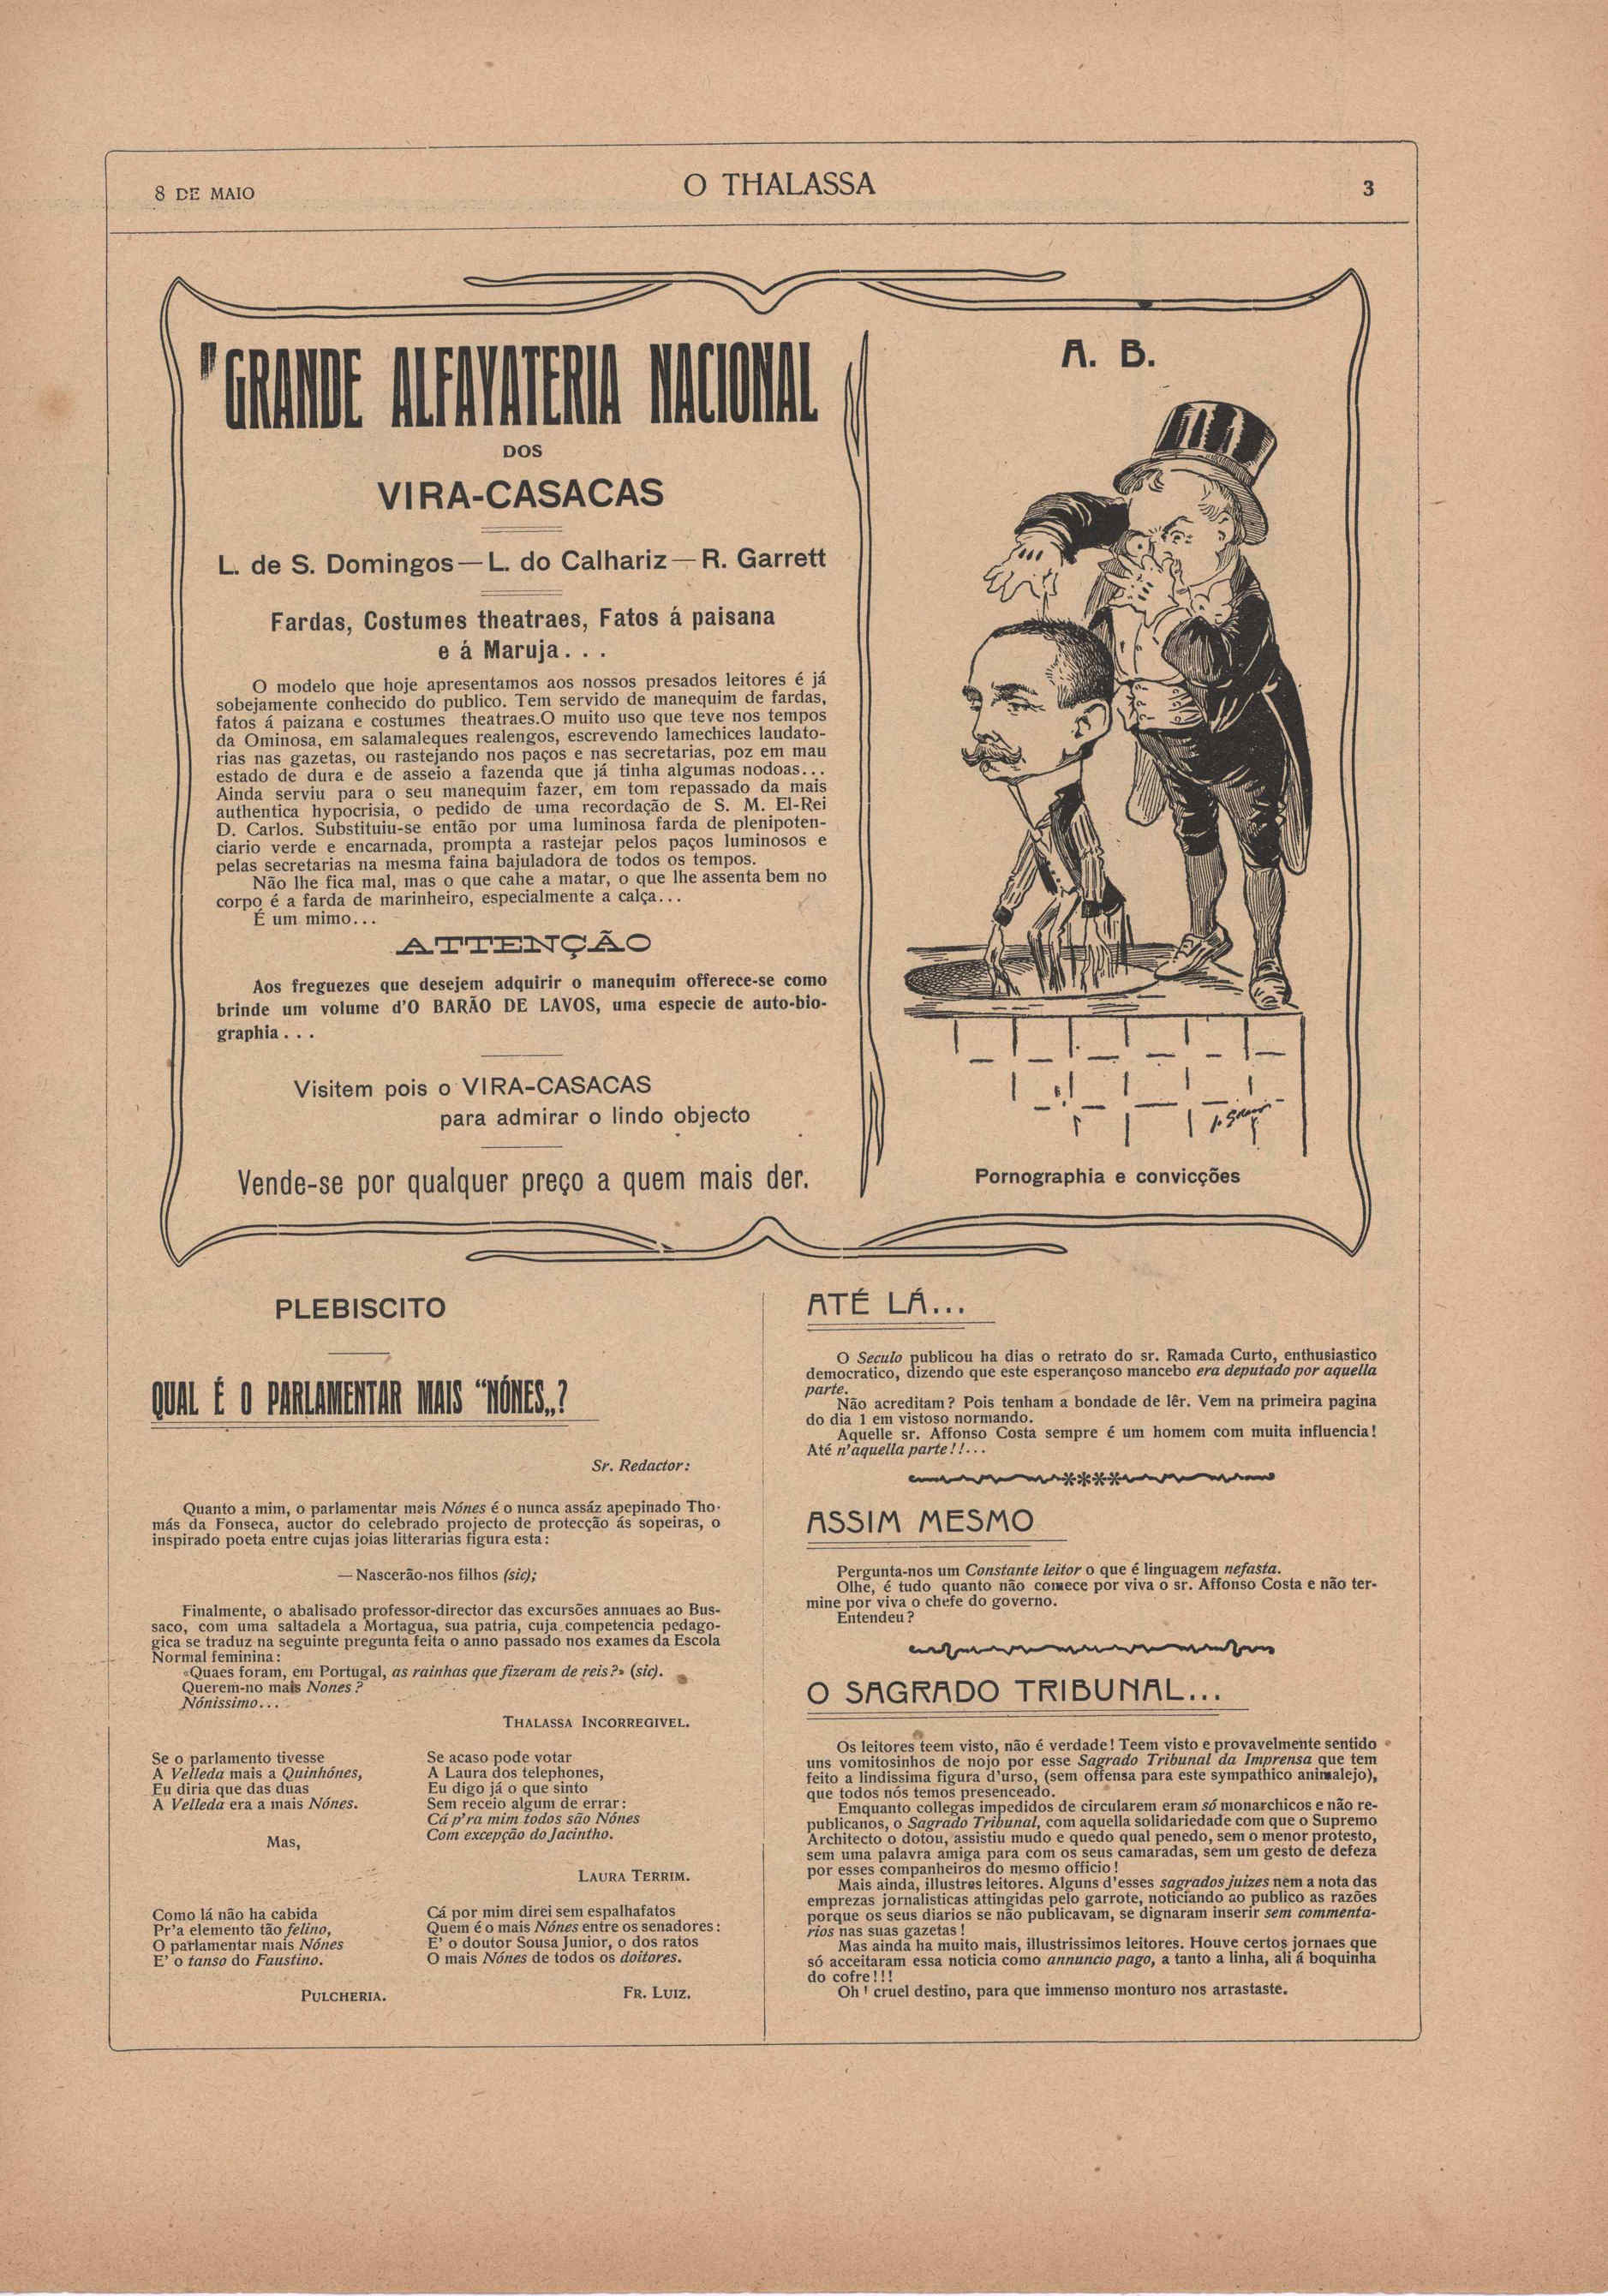 8 DE MAIO
O THALASSA
3
"GRANDE ALFAYATERIA NACIONAL
DOS
VIRA-CASACAS
L. de S. Domingos—L. do Calhariz—R. Garrett
Fardas, Costumes theatraes, Fatos á paisana
e á Maruja...
O modelo que hoje apresentamos aos nossos presados leitores é já
sobejamente conhecido do publico. Tem servido de manequim de fardas,
fatos á paizana e costumes theatraes.O muito uso que teve nos tempos
da Ominosa, em salamaleques realengos, escrevendo lamechices laudato-
rias nas gazetas, ou rastejando nos paços e nas secretarias, poz em mau
estado de dura e de asseio a fazenda que já tinha algumas nodoas...
Ainda serviu para o seu manequim fazer, em tom repassado da mais
authentica hypocrisia, o pedido de uma recordação de S. M. El-Rei
D. Carlos. Substituiu-se então por uma luminosa farda de plenipoten-
ciario verde e encarnada, prompta a rastejar pelos paços luminosos e
pelas secretarias na mesma faina bajuladora de todos os tempos.
Não lhe fica mal, mas o que cahe a matar, o que lhe assenta bem no
corpo é a farda de marinheiro, especialmente a calça...
É um mimo...
ATTENÇÃO
Aos freguezes que desejem adquirir o manequim offerece-se como
brinde um volume d'O BARÃO DE LAVOS, uma especie de auto-bio-
graphia...
Visitem pois o VIRA-CASACAS
para admirar o lindo objecto
Vende-se por qualquer preço a quem mais der.
A. B.
Pornographia e convicções
PLEBISCITO
QUAL É O PARLAMENTAR MAIS “NÓNES„?
Sr. Redactor:
Quanto a mim, o parlamentar mais Nónes é o nunca assáz apepinado Tho-
más da Fonseca, auctor do celebrado projecto de protecção ás sopeiras, o
inspirado poeta entre cujas joias litterarias figura esta:
—Nascerão-nos filhos (sic);
Finalmente, o abalisado professor-director das excursões annuaes ao Bus-
saco, com uma saltadela a Mortagua, sua patria, cuja competencia pedago-
gica se traduz na seguinte pregunta feita o anno passado nos exames da Escola
Normal feminina:
«Quaes foram, em Portugal, as rainhas que fizeram de reis?» (sic).
Querem-no mais Nones?
Nónissimo...
THALASSA INCORREGIVEL.
Se o parlamento tivesse
A Velleda mais a Quinhónes,
Eu diria que das duas
A Velleda era a mais Nónes.
Mas,
Como lá não ha cabida
Pr'a elemento tão felino,
O parlamentar mais Nónes
E' o tanso do Faustino.
PULCHERIA.
Se acaso pode votar
A Laura dos telephones,
Eu digo já o que sinto
Sem receio algum de errar:
Cá p'ra mim todos são Nónes
Com excepção do Jacintho.
LAURA TERRIM.
Cá por mim direi sem espalhafatos
Quem é o mais Nónes entre os senadores:
E' o doutor Sousa Junior, o dos ratos
O mais Nónes de todos os doitores.
FR. LUIZ.
ATÉ LÁ...
O Seculo publicou ha dias o retrato do sr. Ramada Curto, enthusiastico
democratico, dizendo que este esperançoso mancebo era deputado por aquella
parte.
Não acreditam? Pois tenham a bondade de lêr. Vem na primeira pagina
do dia 1 em vistoso normando.
Aquelle sr. Affonso Costa sempre é um homem com muita influencia!
Até n'aquella parte!!...
ASSIM MESMO
Pergunta-nos um Constante leitor o que é linguagem nefasta.
Olhe, é tudo quanto não comece por viva o sr. Affonso Costa e não ter-
mine por viva o chefe do governo.
Entendeu?
O SAGRADO TRIBUNAL...
Os leitores teem visto, não é verdade! Teem visto e provavelmente sentido
uns vomitosinhos de nojo por esse Sagrado Tribunal da Imprensa que tem
feito a lindissima figura d'urso, (sem offensa para este sympathico animalejo),
que todos nós temos presenceado.
Emquanto collegas impedidos de circularem eram só monarchicos e não re-
publicanos, o Sagrado Tribunal, com aquella solidariedade com que o Supremo
Architecto o dotou, assistiu mudo e quedo qual penedo, sem o menor protesto,
sem uma palavra amiga para com os seus camaradas, sem um gesto de defeza
por esses companheiros do mesmo officio!
Mais ainda, illustres leitores. Alguns d'esses sagrados juizes nem a nota das
emprezas jornalisticas attingidas pelo garrote, noticiando ao publico as razões
porque os seus diarios se não publicavam, se dignaram inserir sem commenta-
rios nas suas gazetas!
Mas ainda ha muito mais, illustrissimos leitores. Houve certos jornaes que
só acceitaram essa noticia como annuncio pago, a tanto a linha, ali á boquinha
do cofre!!!
Oh! cruel destino, para que immenso monturo nos arrastaste.